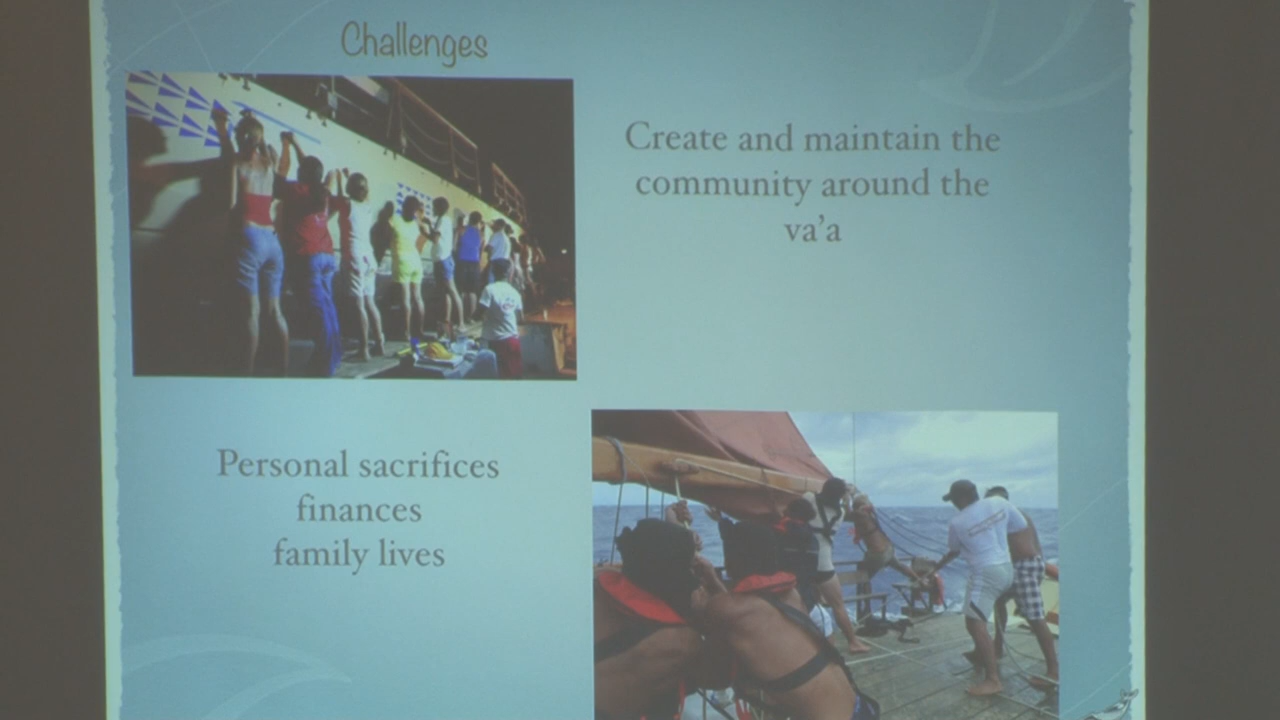 Challenges
Create and maintain the
community around the
va'a
Personal sacrifices
finances
family lives